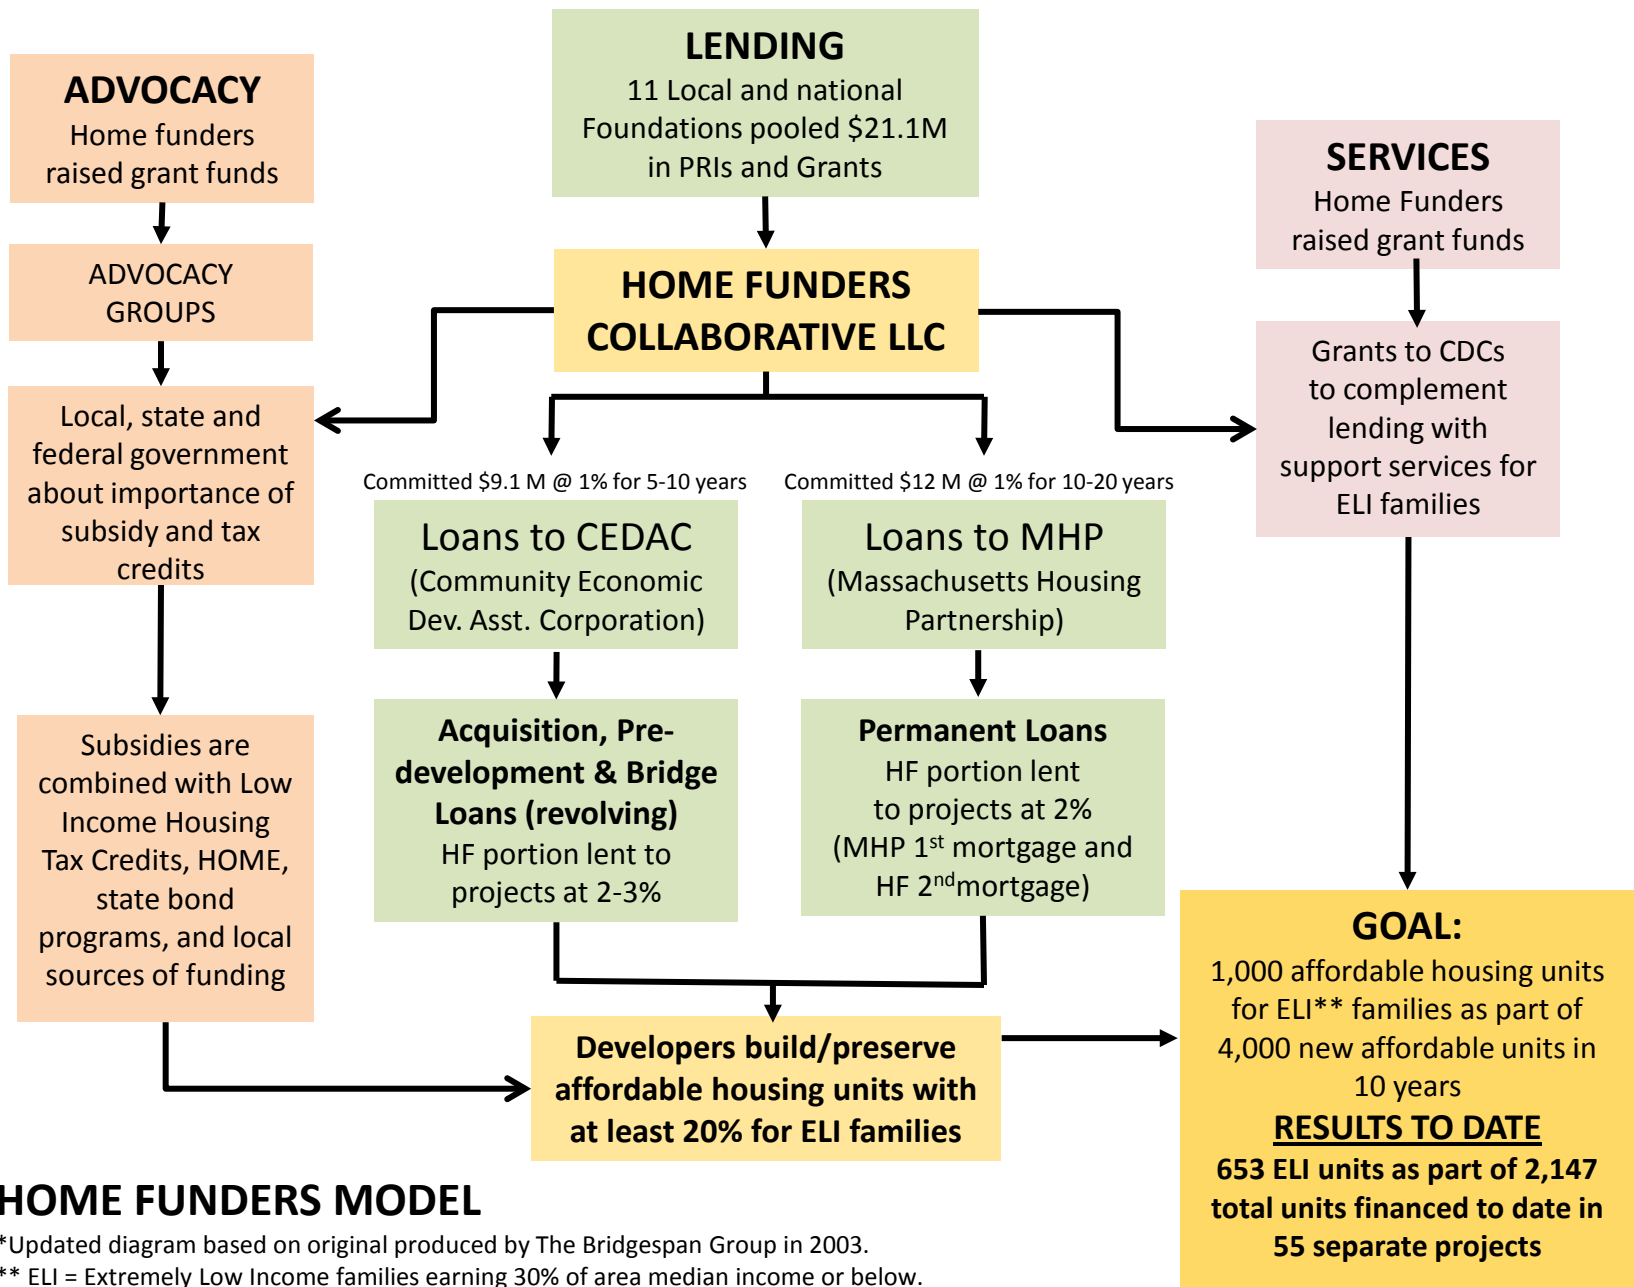 ADVOCACY
Home funders
raised grant funds
ADVOCACY
GROUPS
Local, state and
federal government
about importance of
subsidy and tax
credits
Subsidies are
combined with Low
Income Housing
Tax Credits, HOME,
state bond
programs, and local
sources of funding
LENDING
11 Local and national
Foundations pooled $21.1M
in PRIs and Grants
HOME FUNDERS
COLLABORATIVE LLC
Committed $9.1 M @ 1% for 5-10 years
Loans to CEDAC
(Community Economic
Dev. Asst. Corporation)
Acquisition, Pre-
development & Bridge
Loans (revolving)
HF portion lent to
projects at 2-3%
Committed $12 M @ 1% for 10-20 years
Loans to MHP
(Massachusetts Housing
Partnership)
Permanent Loans
HF portion lent
to projects at 2%
(MHP 1st mortgage and
HF 2ndmortgage)
Developers build/preserve
affordable housing units with
at least 20% for ELI families
SERVICES
Home Funders
raised grant funds
Grants to CDCs
to complement
lending with
support services for
ELI families
GOAL:
1,000 affordable housing units
for ELI** families as part of
4,000 new affordable units in
10 years
RESULTS TO DATE
653 ELI units as part of 2,147
total units financed to date in
55 separate projects
HOME FUNDERS MODEL
*Updated diagram based on original produced by The Bridgespan Group in 2003.
** ELI = Extremely Low Income families earning 30% of area median income or below.